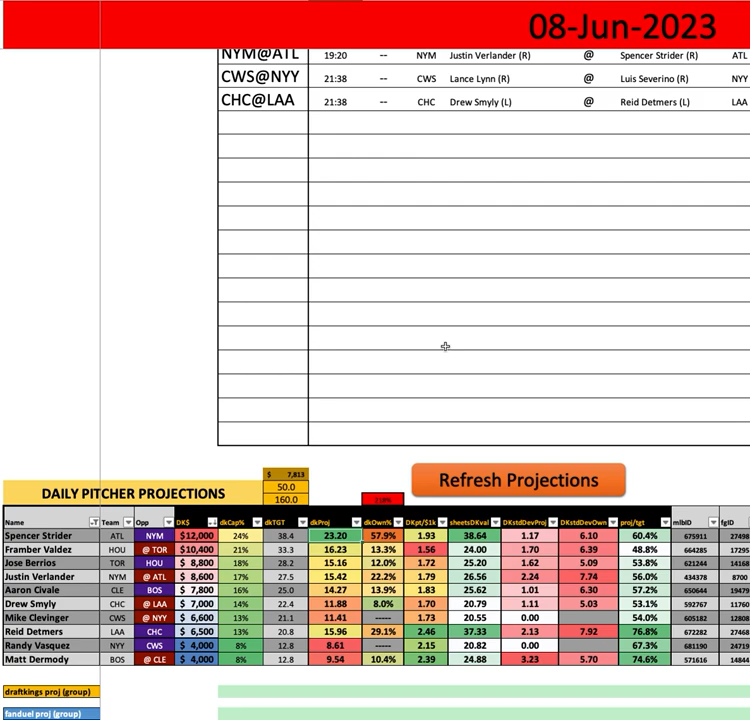 08-Jun-2023
NYM@ATL 19:20 -- NYM Justin Verlander (R) @ Spencer Strider (R) ATL
CWS@NYY 21:38 -- CWS Lance Lynn (R) @ Luis Severino (R) NYY
CHC@LAA 21:38 -- CHC Drew Smyly (L) @ Reid Detmers (L) LAA
$ 7,813
Refresh Projections
50.0
DAILY PITCHER PROJECTIONS
160.0
Name Team Opp DK$ dkCap% dkTGT dkProj dkOwn% DKpt/$1k sheetsDKval DKstdDevProj DKstdDevOwn proj/tgt mlbID fgID
Spencer Strider ATL NYM $12,000 24% 38.4 23.20 57.9% 1.93 38.64 1.17 6.10 60.4% 675911 27498
Framber Valdez HOU @ TOR $10,400 21% 33.3 16.23 13.3% 1.56 24.00 1.70 6.39 48.8% 664285 17295
Jose Berrios TOR HOU $ 8,800 18% 28.2 15.16 12.0% 1.72 25.20 1.62 5.09 53.8% 621244 14168
Justin Verlander NYM @ ATL $ 8,600 17% 27.5 15.42 22.2% 1.79 26.56 2.24 7.74 56.0% 434378 8700
Aaron Civale CLE BOS $ 7,800 16% 25.0 14.27 13.9% 1.83 25.62 1.01 6.30 57.2% 650644 19479
Drew Smyly CHC @ LAA $ 7,000 14% 22.4 11.88 8.0% 1.70 20.79 1.11 5.03 53.1% 592767 11760
Mike Clevinger CWS @ NYY $ 6,600 13% 21.1 11.41 ----- 1.73 20.55 0.00 54.0% 605182 12808
Reid Detmers LAA CHC $ 6,500 13% 20.8 15.96 29.1% 2.46 37.33 2.13 7.92 76.8% 672282 27468
Randy Vasquez NYY CWS $ 4,000 8% 12.8 8.61 ----- 2.15 20.82 0.00 67.3% 681190 24719
Matt Dermody BOS @ CLE $ 4,000 8% 12.8 9.54 10.4% 2.39 24.88 3.23 5.70 74.6% 571616 14844
draftkings proj (group)
fanduel proj (group)